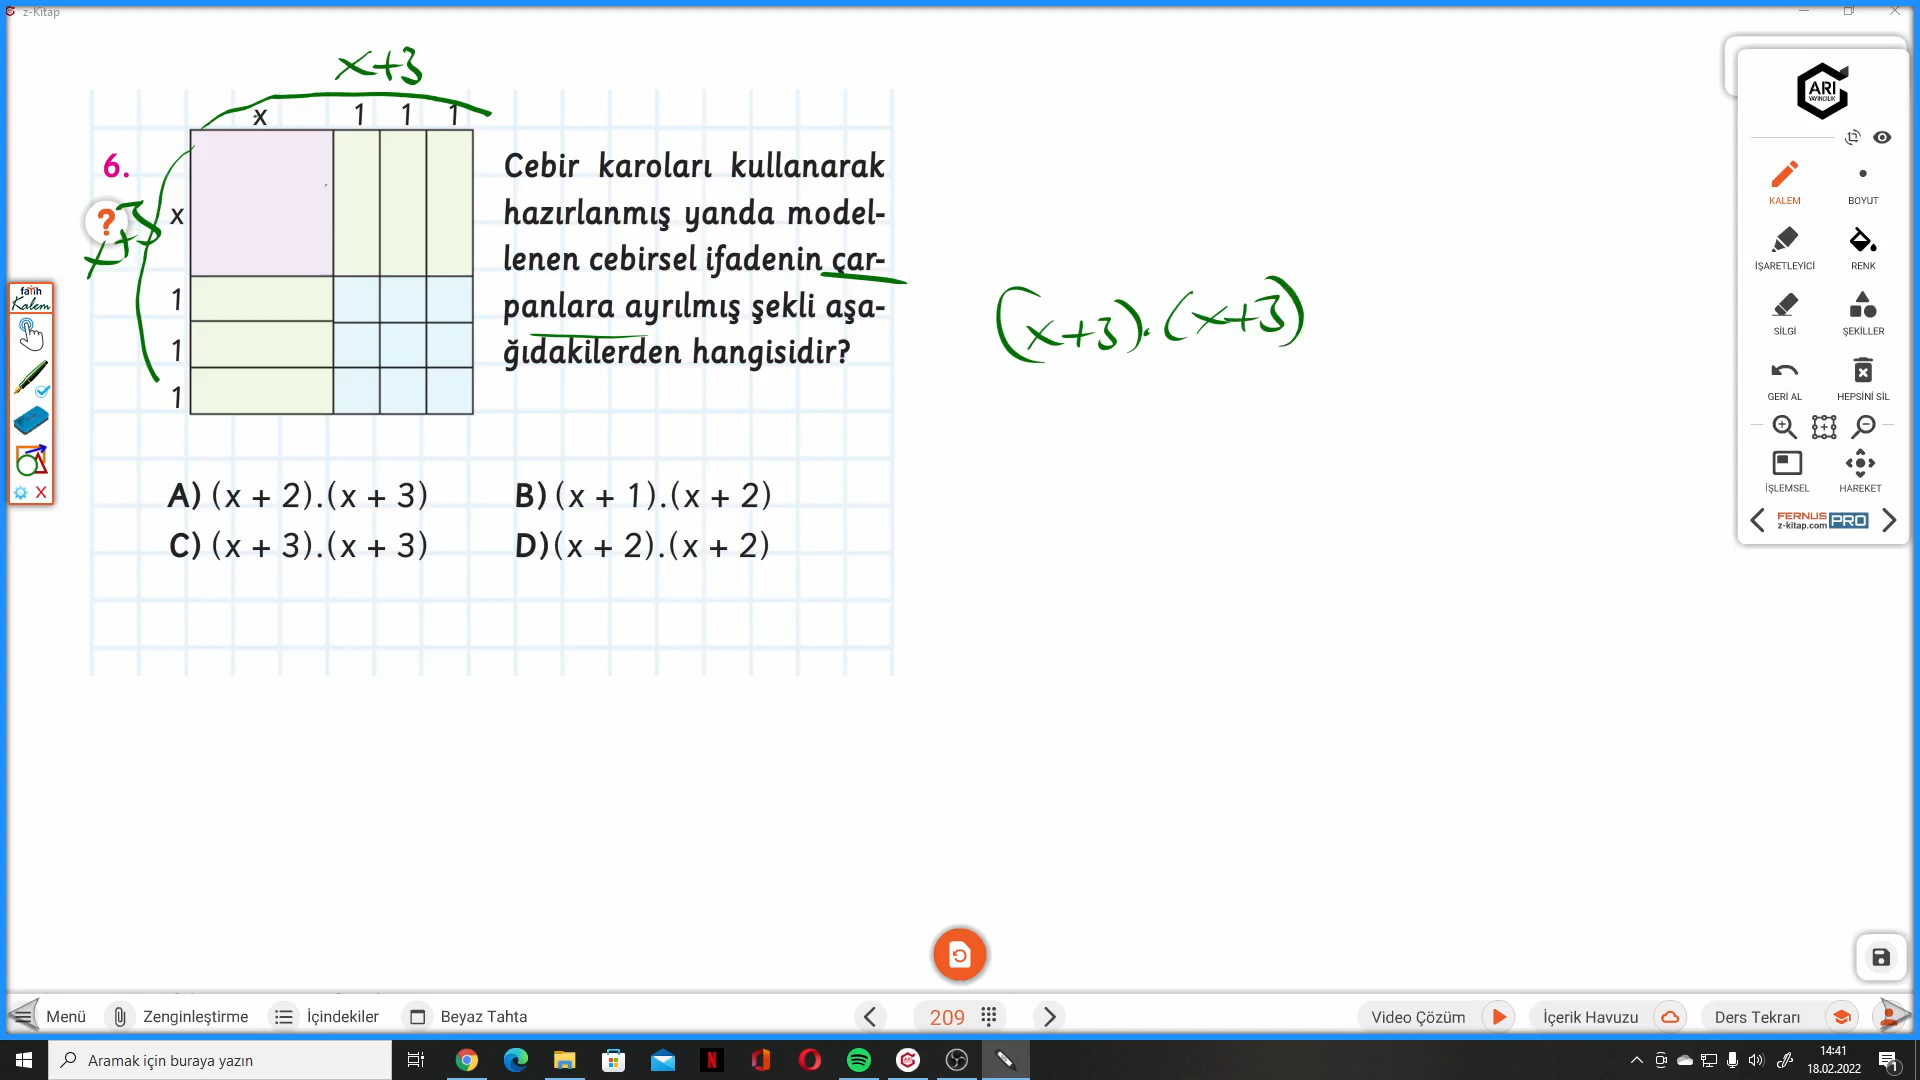 z-Kitap
x+3
x 1 1 1
6.
?
x+3
x
1
1
1
Cebir karoları kullanarak
hazırlanmış yanda model-
lenen cebirsel ifadenin çar-
panlara ayrılmış şekli aşa-
ğıdakilerden hangisidir?
(x+3).(x+3)
A) (x + 2).(x + 3)
B) (x + 1).(x + 2)
C) (x + 3).(x + 3)
D) (x + 2).(x + 2)
fatih
Kalem
ARI
YAYINCILIK
KALEM
BOYUT
İŞARETLEYİCİ
RENK
SİLGİ
ŞEKİLLER
GERİ AL
HEPSİNİ SİL
İŞLEMSEL
HAREKET
FERNUS
z-kitap.com PRO
Menü
Zenginleştirme
İçindekiler
Beyaz Tahta
209
Video Çözüm
İçerik Havuzu
Ders Tekrarı
Aramak için buraya yazın
14:41
18.02.2022
1